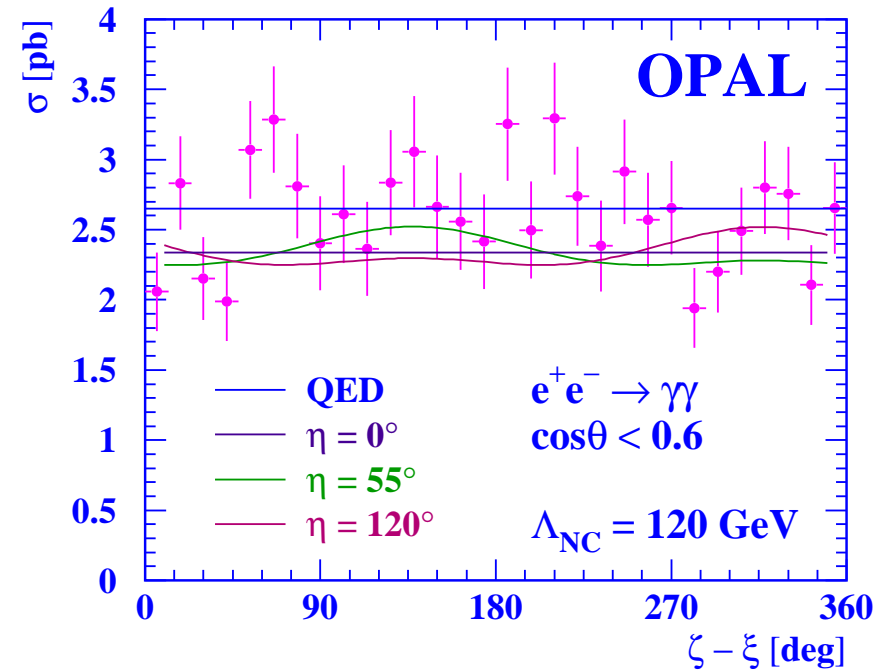 σ [pb]
OPAL
4
3.5
3
2.5
2
1.5
1
0.5
0
QED
η = 0°
η = 55°
η = 120°
e⁺e⁻ → γγ
cosθ < 0.6
Λ_NC = 120 GeV
0 90 180 270 360
ζ – ξ [deg]